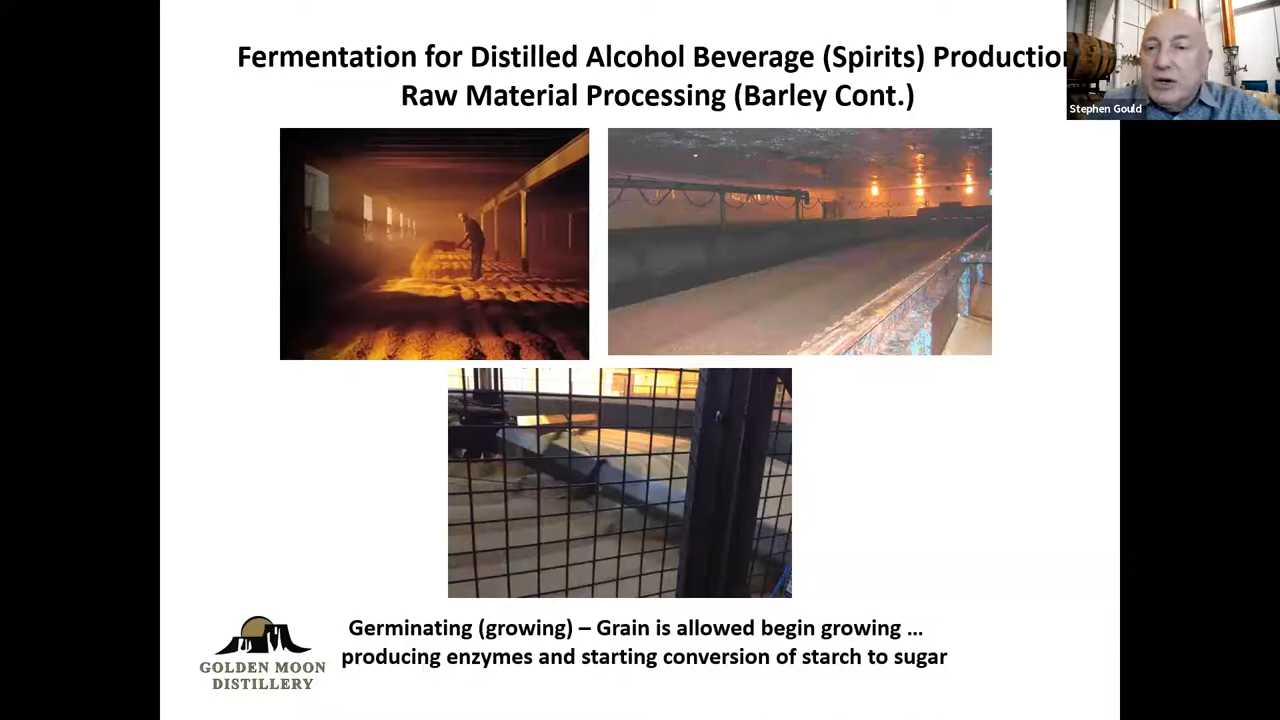 Fermentation for Distilled Alcohol Beverage (Spirits) Production
Raw Material Processing (Barley Cont.)
Stephen Gould
Germinating (growing) – Grain is allowed begin growing ...
producing enzymes and starting conversion of starch to sugar
GOLDEN MOON
DISTILLERY